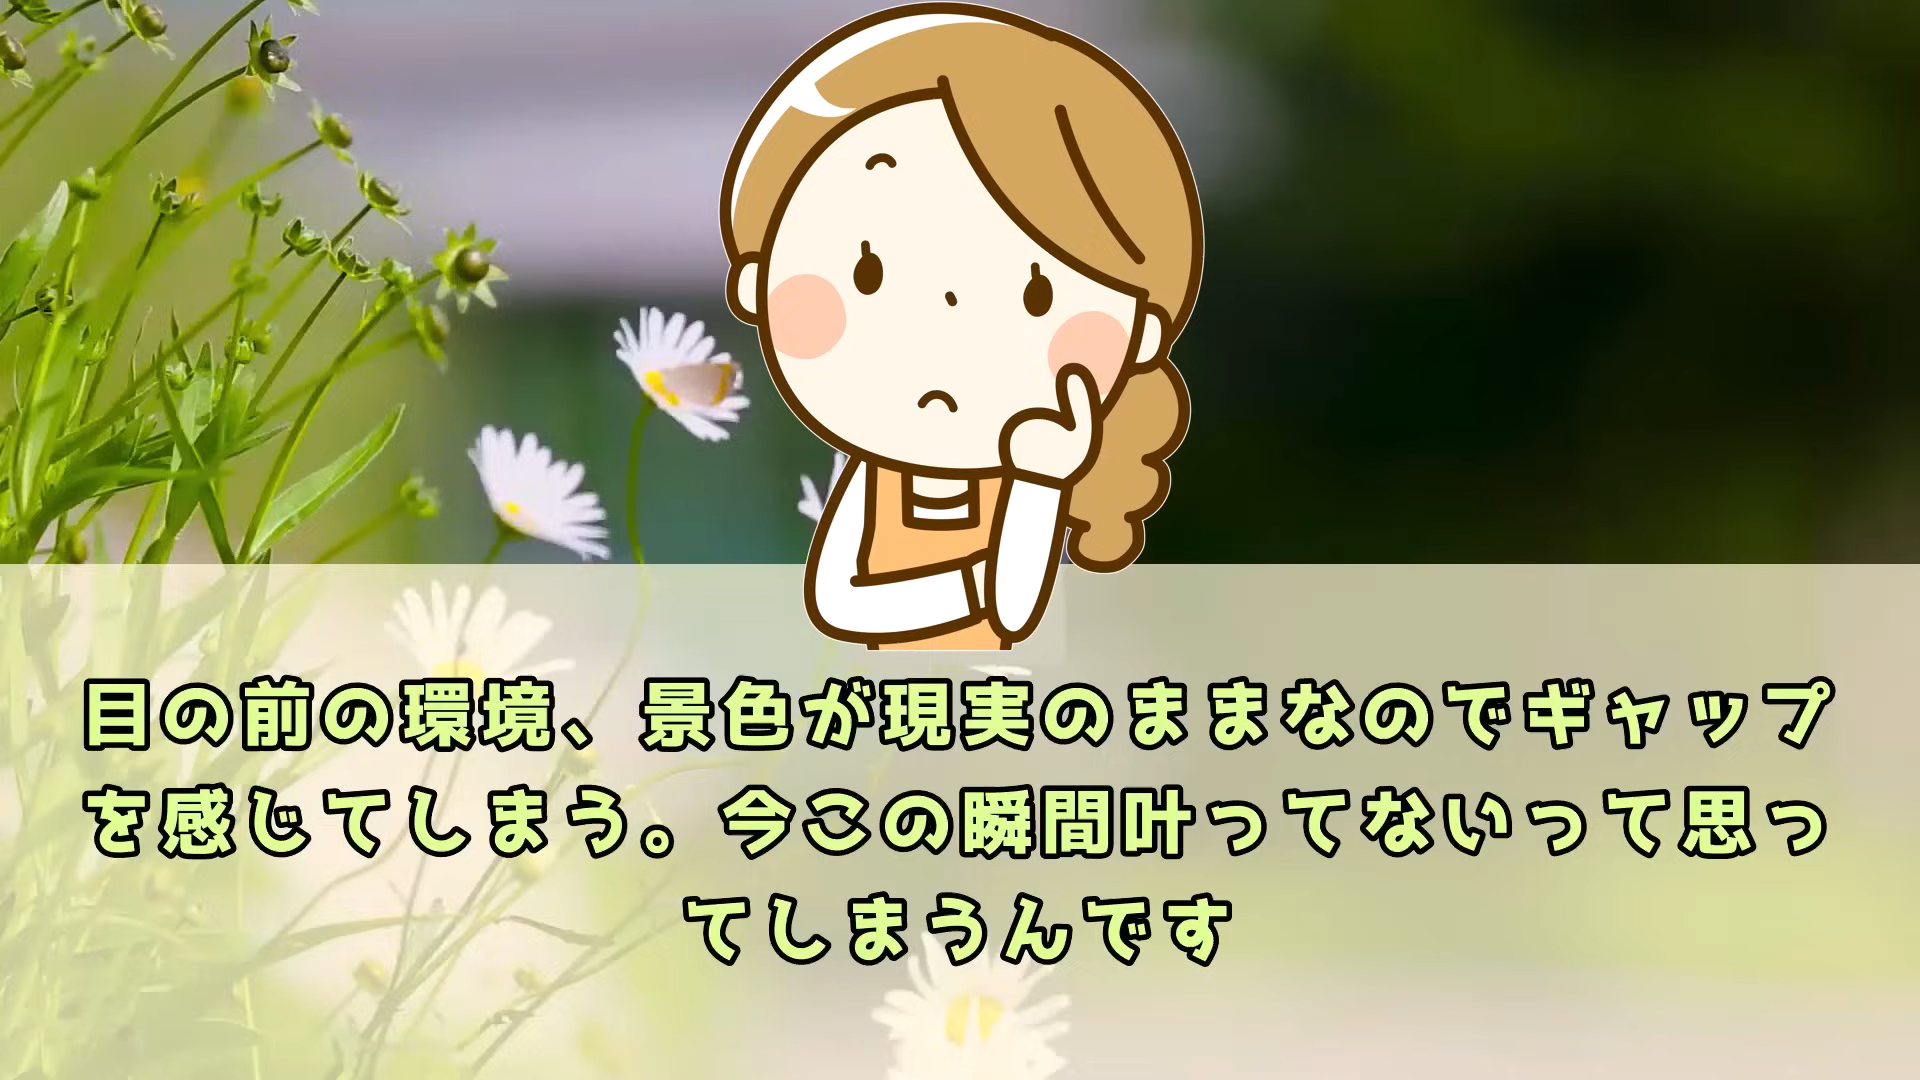 目の前の環境、景色が現実のままなのでギャップ
を感じてしまう。今この瞬間叶ってないって思っ
てしまうんです